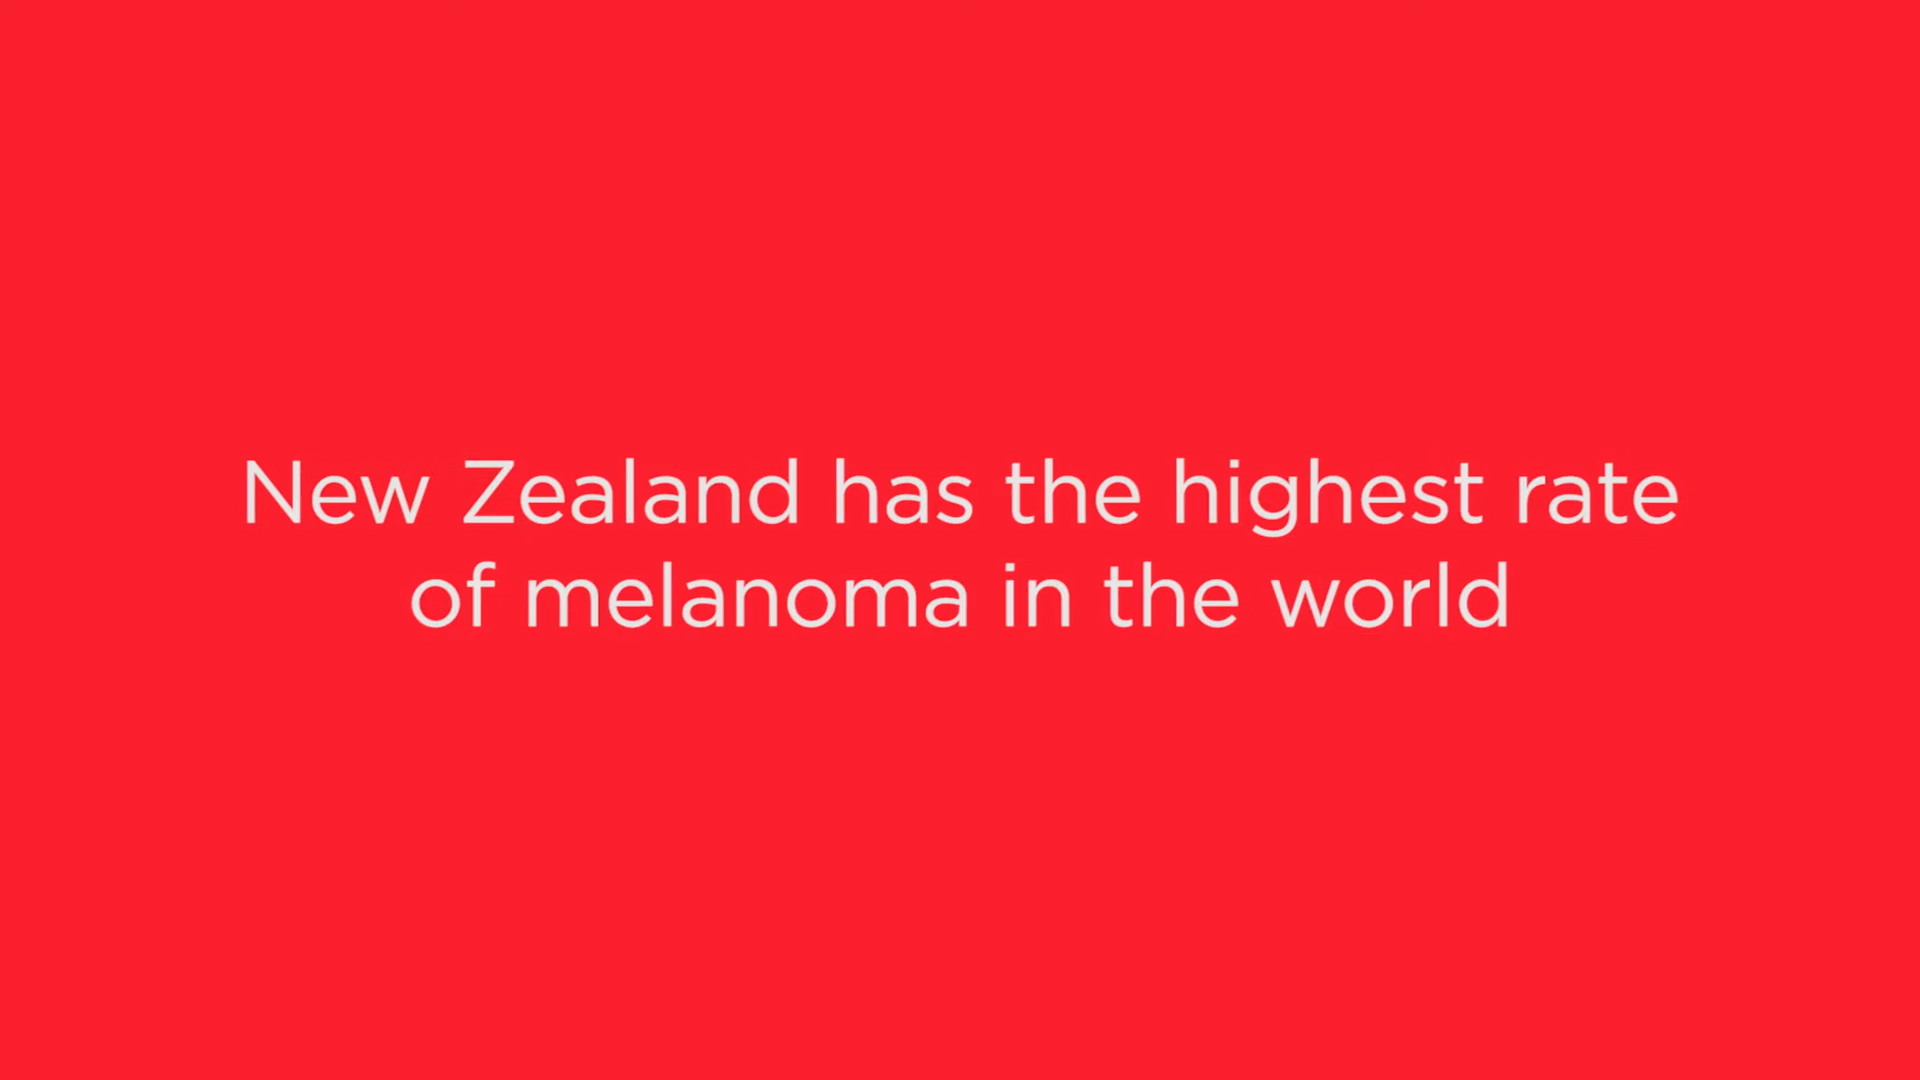 New Zealand has the highest rate
of melanoma in the world